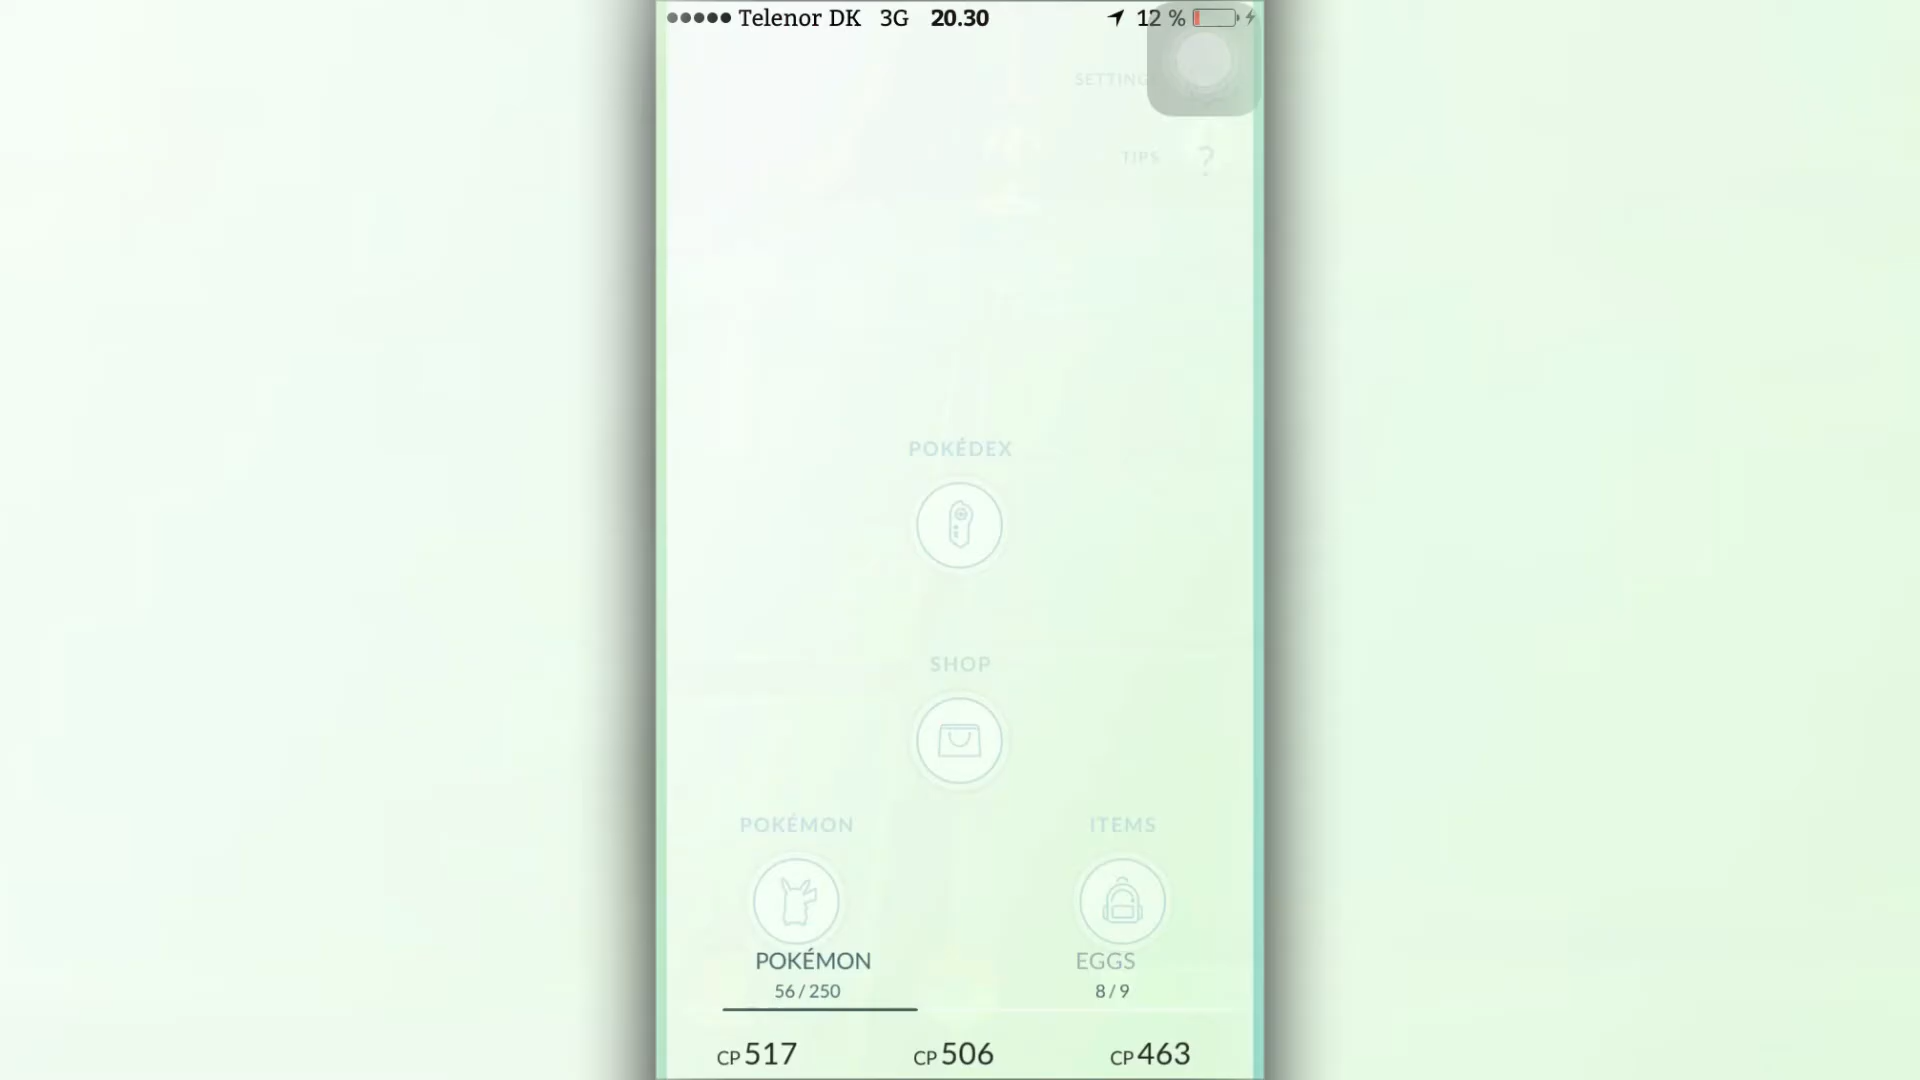 Telenor DK 3G 20.30 12 %
SETTING
TIPS ?
POKÉDEX
SHOP
POKÉMON ITEMS
POKÉMON EGGS
56 / 250 8 / 9
CP 517 CP 506 CP 463